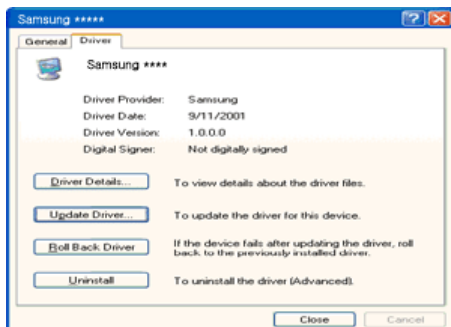 Samsung *****
General Driver
Samsung ****
Driver Provider: Samsung
Driver Date: 9/11/2001
Driver Version: 1.0.0.0
Digital Signer: Not digitally signed
Driver Details... To view details about the driver files.
Update Driver... To update the driver for this device.
Roll Back Driver If the device fails after updating the driver, roll
back to the previously installed driver.
Uninstall To uninstall the driver (Advanced).
Close Cancel